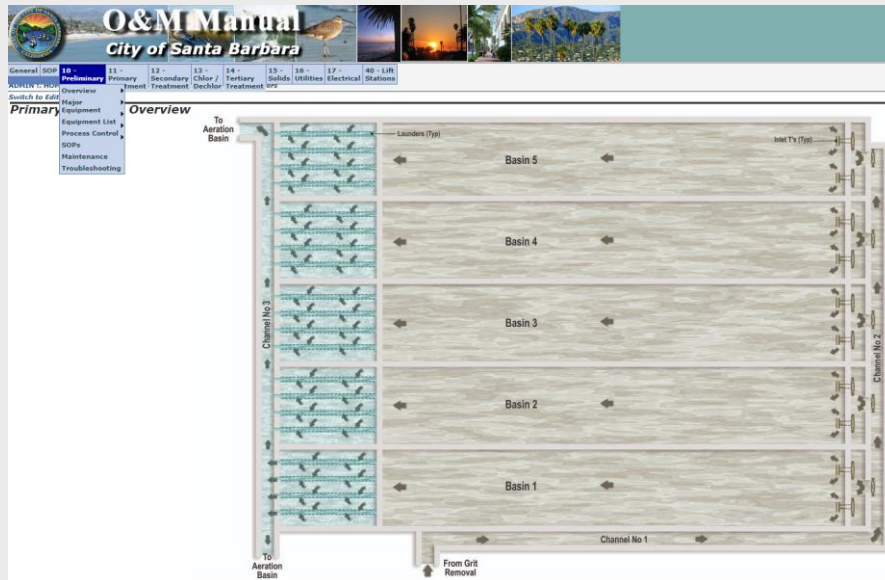 O&M Manual
City of Santa Barbara
General
SOP
10 -
Preliminary
11 -
Primary
12 -
Secondary
Treatment
13 -
Chlor /
Dechlor
14 -
Tertiary
Treatment
15 -
Solids
16 -
Utilities
17 -
Electrical
40 - Lift
Stations
Switch to Edit
Overview
Major
Equipment
Equipment List
Process Control
SOPs
Maintenance
Troubleshooting
Primary
Overview
To
Aeration
Basin
Launders (Typ)
Inlet T's (Typ)
Basin 5
Basin 4
Basin 3
Basin 2
Basin 1
Channel No 3
Channel No 2
Channel No 1
To
Aeration
Basin
From Grit
Removal